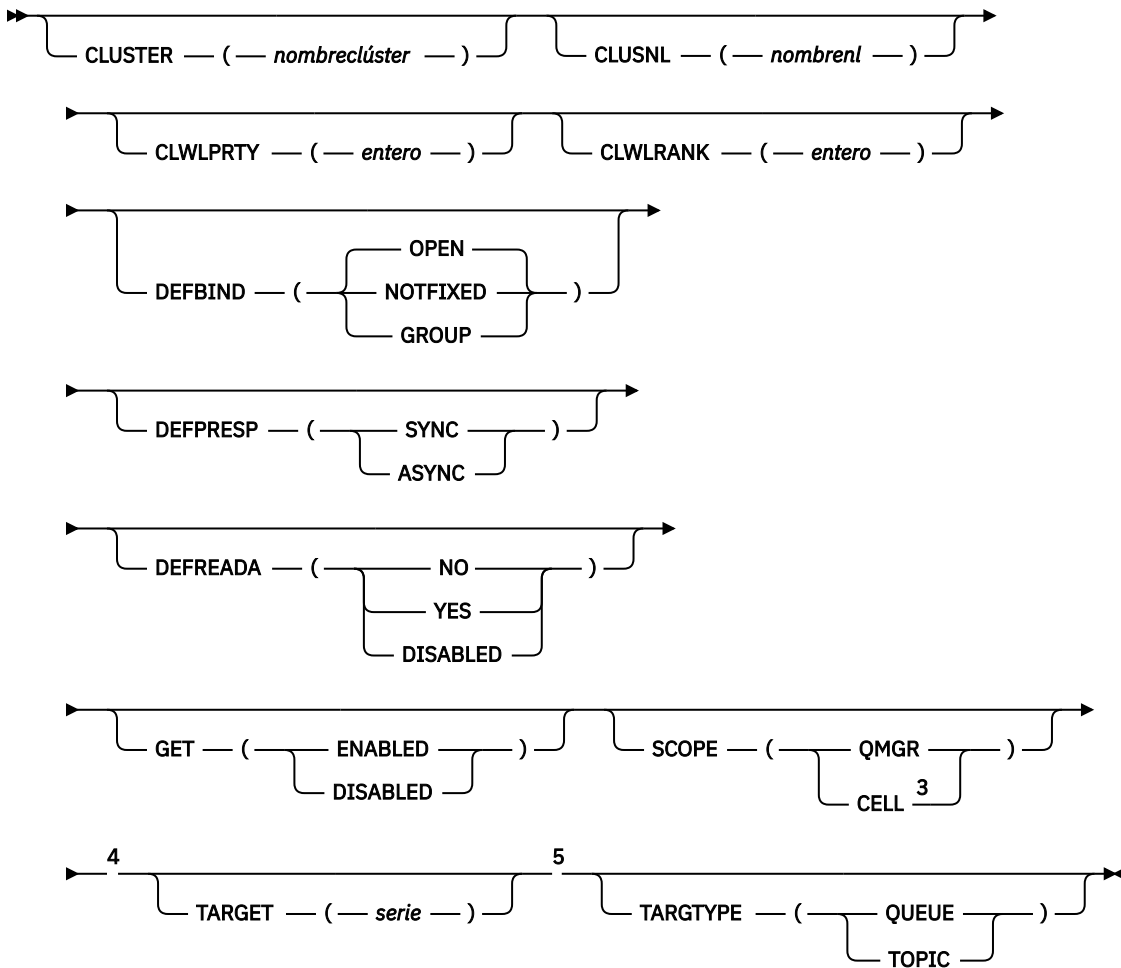 CLUSTER ( nombreclúster ) CLUSNL ( nombrenl )
CLWLPRTY ( entero ) CLWLRANK ( entero )
OPEN
DEFBIND ( NOTFIXED )
GROUP
DEFPRESP ( SYNC )
ASYNC
DEFREADA ( NO )
YES
DISABLED
GET ( ENABLED ) SCOPE ( QMGR )
DISABLED CELL 3
4 5
TARGET ( serie ) TARGTYPE ( QUEUE )
TOPIC